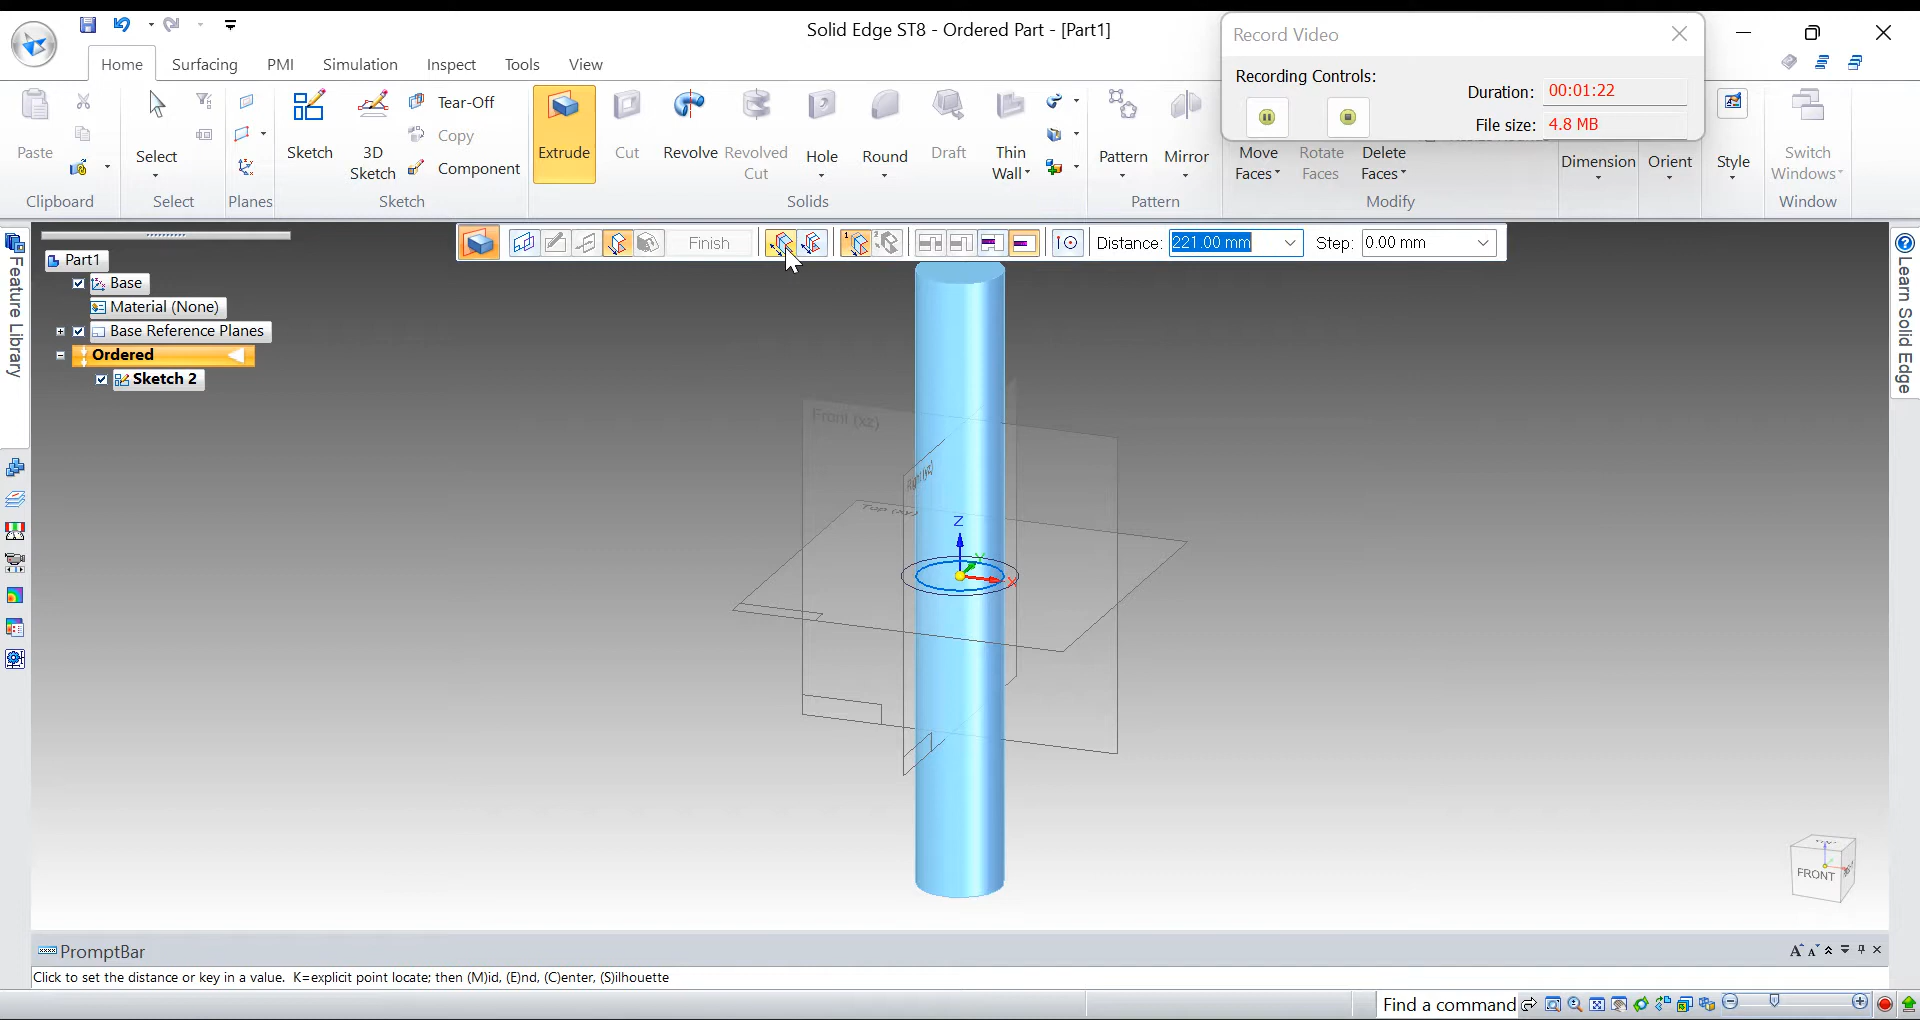 Solid Edge ST8 - Ordered Part - [Part1]
Record Video
Home Surfacing PMI Simulation Inspect Tools View
Recording Controls:
Duration: 00:01:22
File size: 4.8 MB
Paste
Clipboard
Select
Select
Planes
Sketch
3D Sketch
Tear-Off
Copy
Component
Sketch
Extrude
Cut
Revolve
Revolved Cut
Hole
Round
Draft
Thin Wall
Solids
Pattern
Mirror
Pattern
Move Faces
Rotate Faces
Delete Faces
Modify
Dimension
Orient
Style
Switch Windows
Window
Finish
Distance: 221.00 mm
Step: 0.00 mm
Feature Library
Part1
Base
Material (None)
Base Reference Planes
Ordered
Sketch 2
Learn Solid Edge
Front (xz)
Right (yz)
Top (xy)
Z
Y
X
FRONT
PromptBar
Click to set the distance or key in a value. K=explicit point locate; then (M)id, (E)nd, (C)enter, (S)ilhouette
Find a command